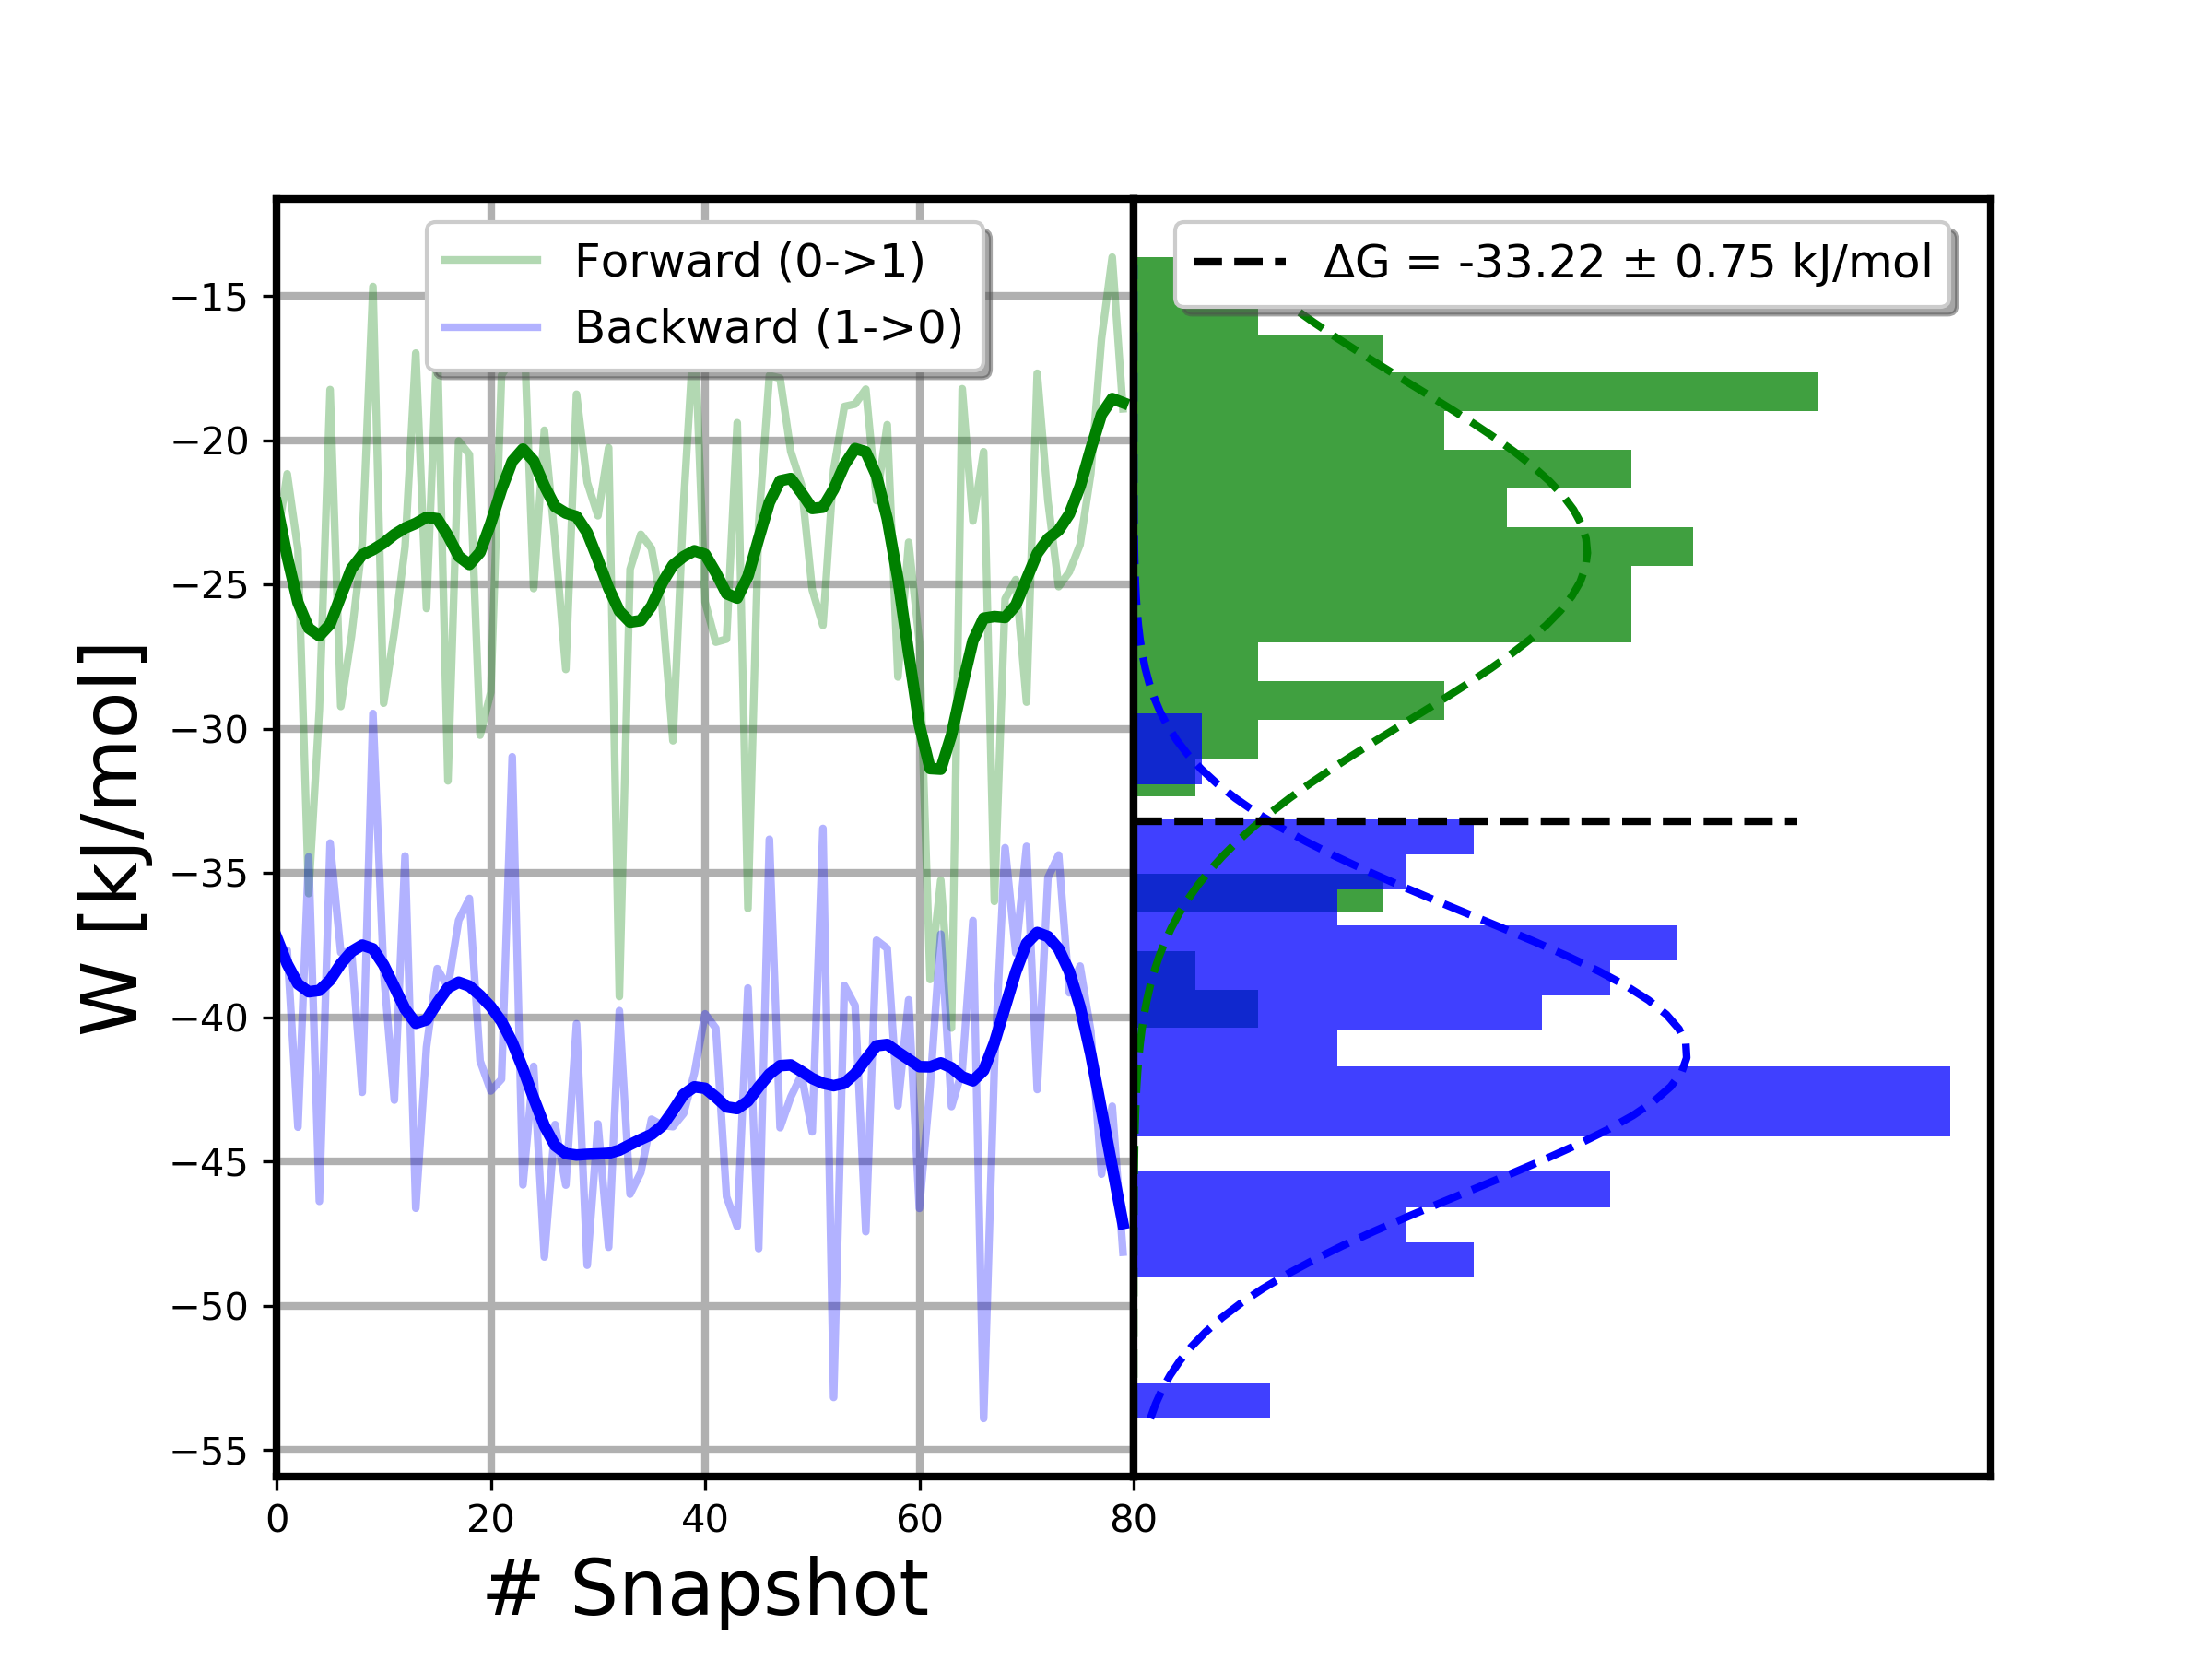 Forward (0->1)
Backward (1->0)
ΔG = -33.22 ± 0.75 kJ/mol
W [kJ/mol]
−15
−20
−25
−30
−35
−40
−45
−50
−55
0 20 40 60 80
# Snapshot